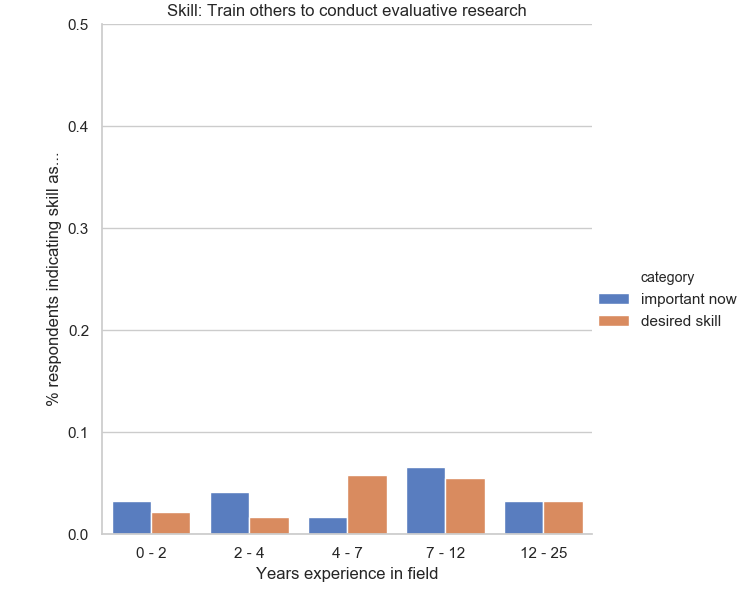 Skill: Train others to conduct evaluative research
% respondents indicating skill as...
0.5
0.4
0.3
0.2
0.1
0.0
0 - 2
2 - 4
4 - 7
7 - 12
12 - 25
Years experience in field
category
important now
desired skill